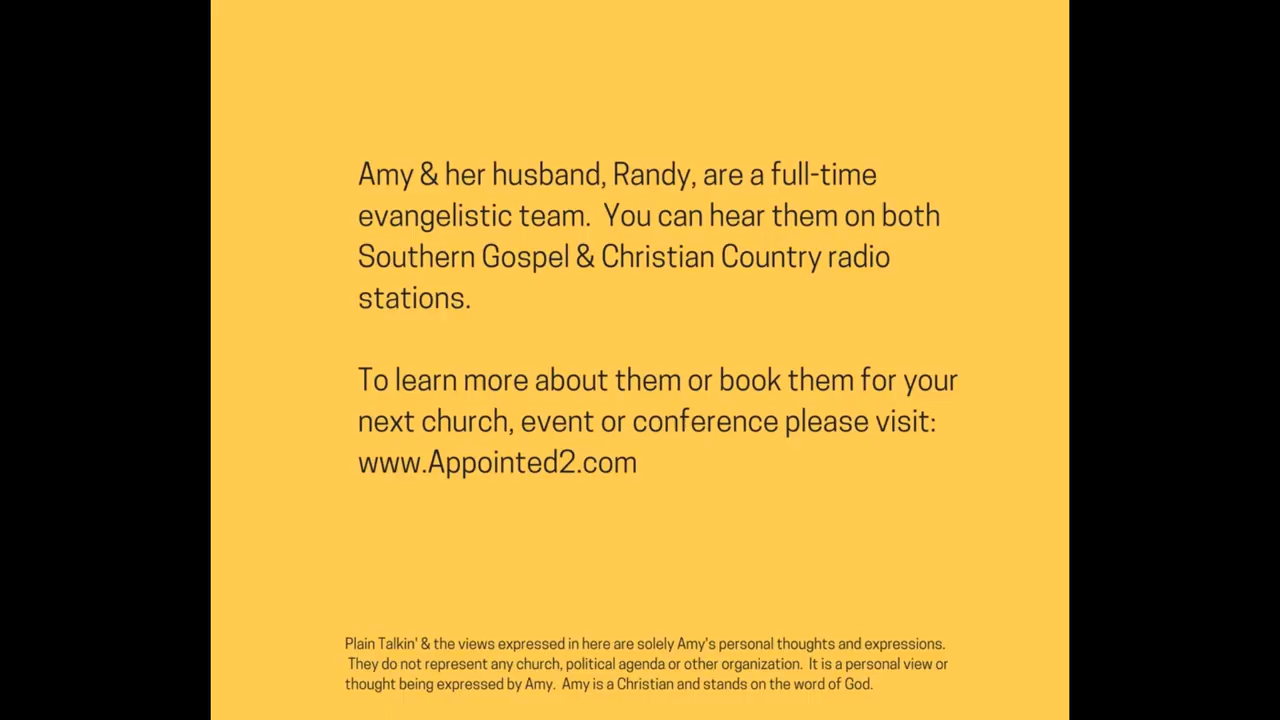 Amy & her husband, Randy, are a full-time
evangelistic team.  You can hear them on both
Southern Gospel & Christian Country radio
stations.
To learn more about them or book them for your
next church, event or conference please visit:
www.Appointed2.com
Plain Talkin' & the views expressed in here are solely Amy's personal thoughts and expressions.
They do not represent any church, political agenda or other organization.  It is a personal view or
thought being expressed by Amy.  Amy is a Christian and stands on the word of God.